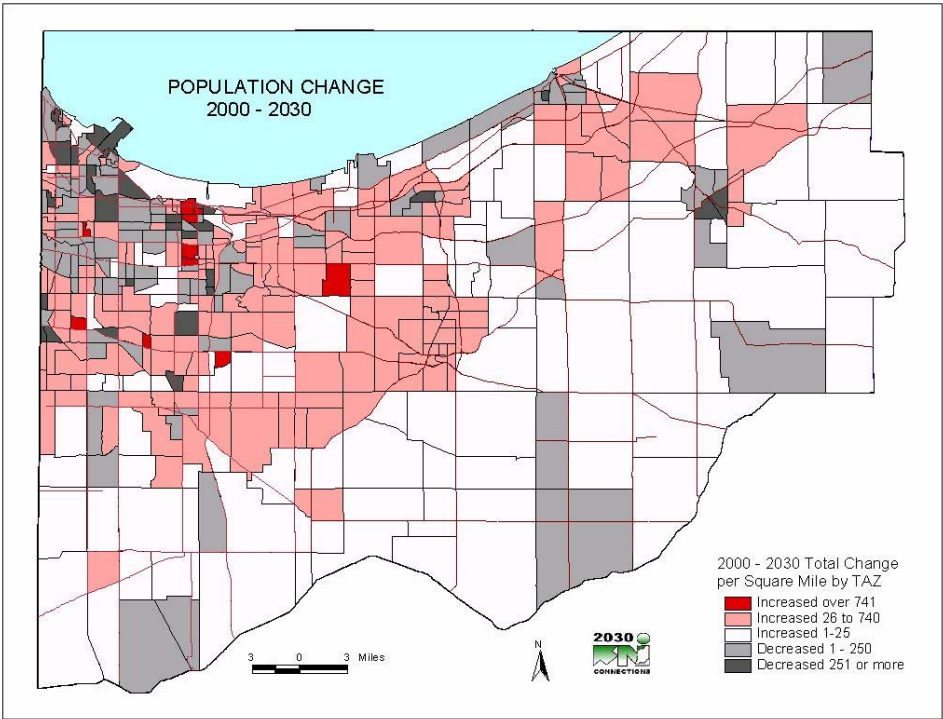 POPULATION CHANGE
2000 - 2030
2000 - 2030 Total Change
per Square Mile by TAZ
Increased over 741
Increased 26 to 740
Increased 1-25
Decreased 1 - 250
Decreased 251 or more
3 0 3 Miles
N
2030
CONNECTIONS